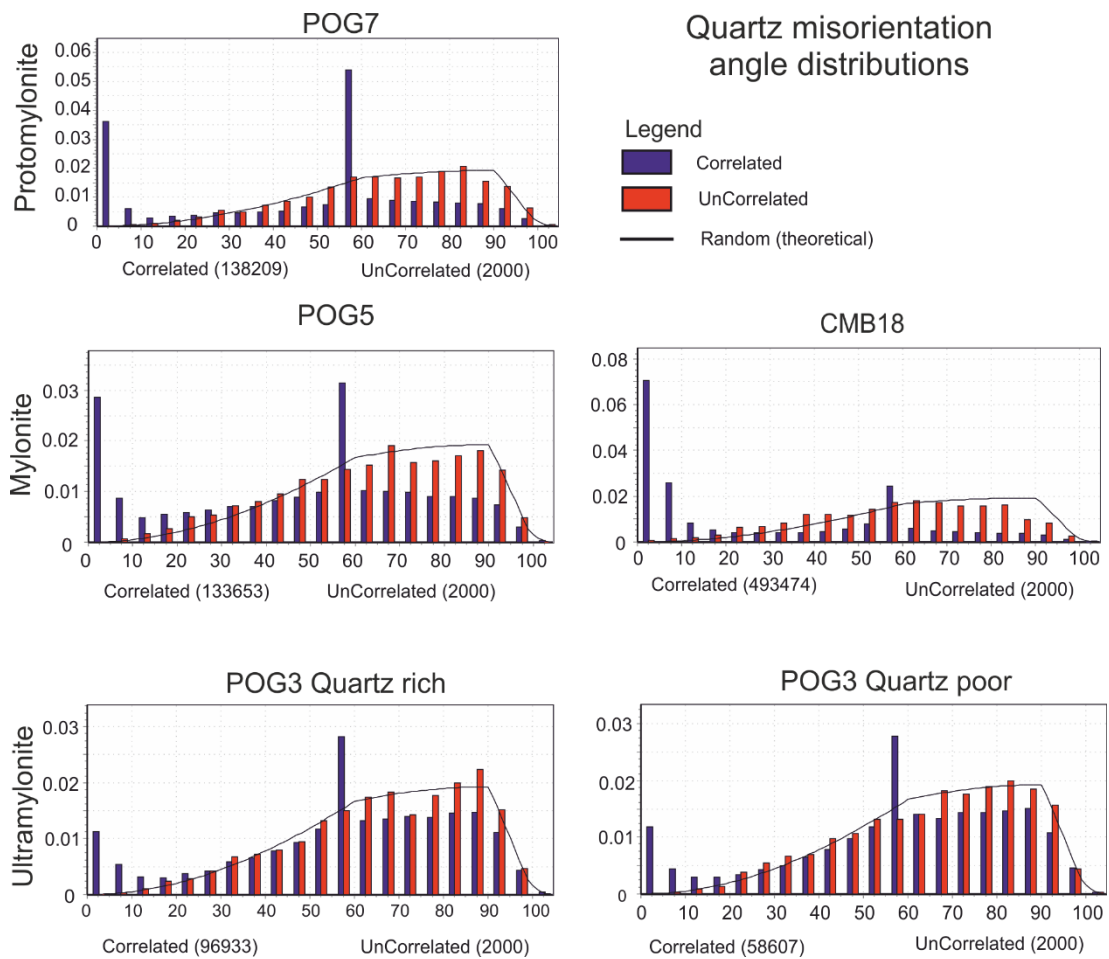 POG7
Quartz misorientation
angle distributions
Legend
Correlated
UnCorrelated
Random (theoretical)
Protomylonite
0.06
0.05
0.04
0.03
0.02
0.01
0
0 10 20 30 40 50 60 70 80 90 100
Correlated (138209) UnCorrelated (2000)
POG5
Mylonite
0.03
0.02
0.01
0
0 10 20 30 40 50 60 70 80 90 100
Correlated (133653) UnCorrelated (2000)
CMB18
0.08
0.06
0.04
0.02
0
0 10 20 30 40 50 60 70 80 90 100
Correlated (493474) UnCorrelated (2000)
POG3 Quartz rich
Ultramylonite
0.03
0.02
0.01
0
0 10 20 30 40 50 60 70 80 90 100
Correlated (96933) UnCorrelated (2000)
POG3 Quartz poor
0.03
0.02
0.01
0
0 10 20 30 40 50 60 70 80 90 100
Correlated (58607) UnCorrelated (2000)